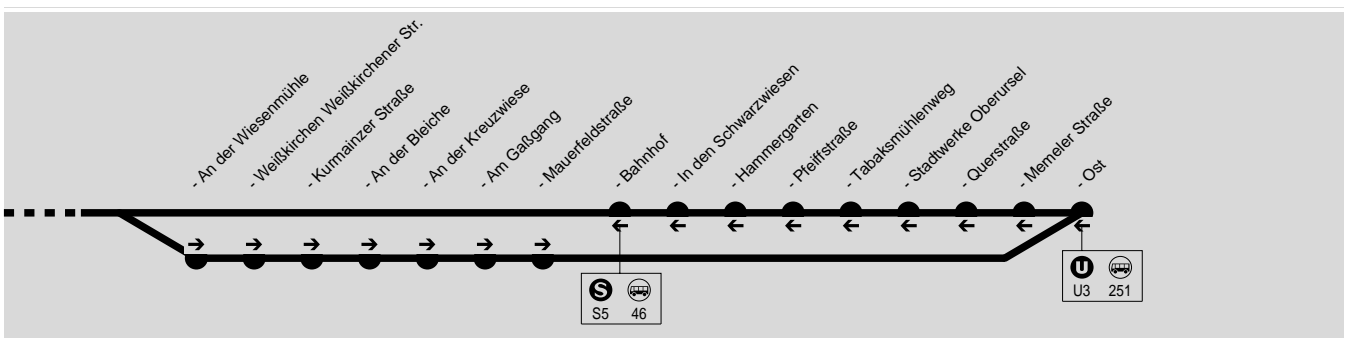 - An der Wiesenmühle
- Weißkirchen Weißkirchener Str.
- Kurmainzer Straße
- An der Bleiche
- An der Kreuzwiese
- Am Gaßgang
- Mauerfeldstraße
- Bahnhof
- In den Schwarzwiesen
- Hammergarten
- Pfeiffstraße
- Tabaksmühlenweg
- Stadtwerke Oberursel
- Querstraße
- Memeler Straße
- Ost
S
S5 46
U
U3 251